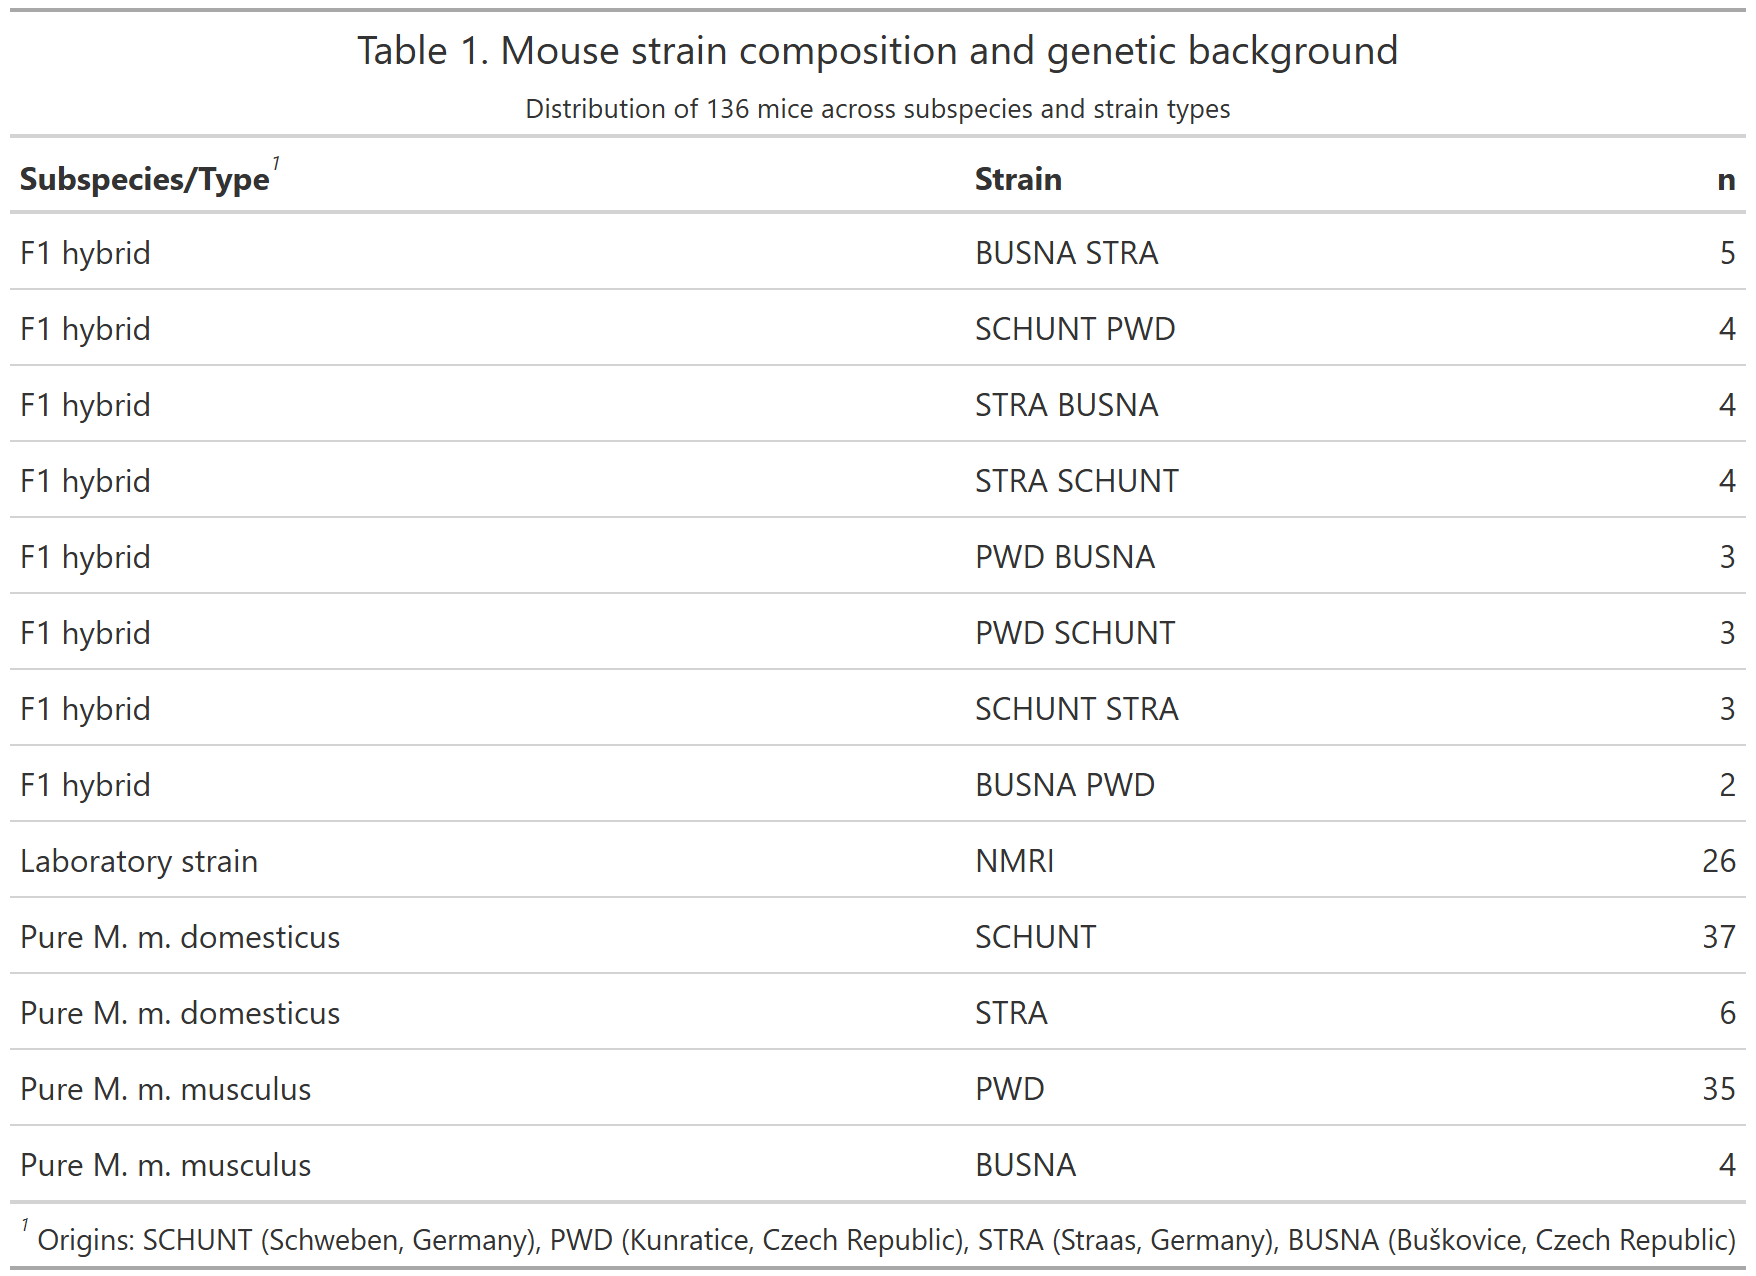 Table 1. Mouse strain composition and genetic background
Distribution of 136 mice across subspecies and strain types
Subspecies/Type1 Strain n
F1 hybrid BUSNA STRA 5
F1 hybrid SCHUNT PWD 4
F1 hybrid STRA BUSNA 4
F1 hybrid STRA SCHUNT 4
F1 hybrid PWD BUSNA 3
F1 hybrid PWD SCHUNT 3
F1 hybrid SCHUNT STRA 3
F1 hybrid BUSNA PWD 2
Laboratory strain NMRI 26
Pure M. m. domesticus SCHUNT 37
Pure M. m. domesticus STRA 6
Pure M. m. musculus PWD 35
Pure M. m. musculus BUSNA 4
1 Origins: SCHUNT (Schweben, Germany), PWD (Kunratice, Czech Republic), STRA (Straas, Germany), BUSNA (Buškovice, Czech Republic)